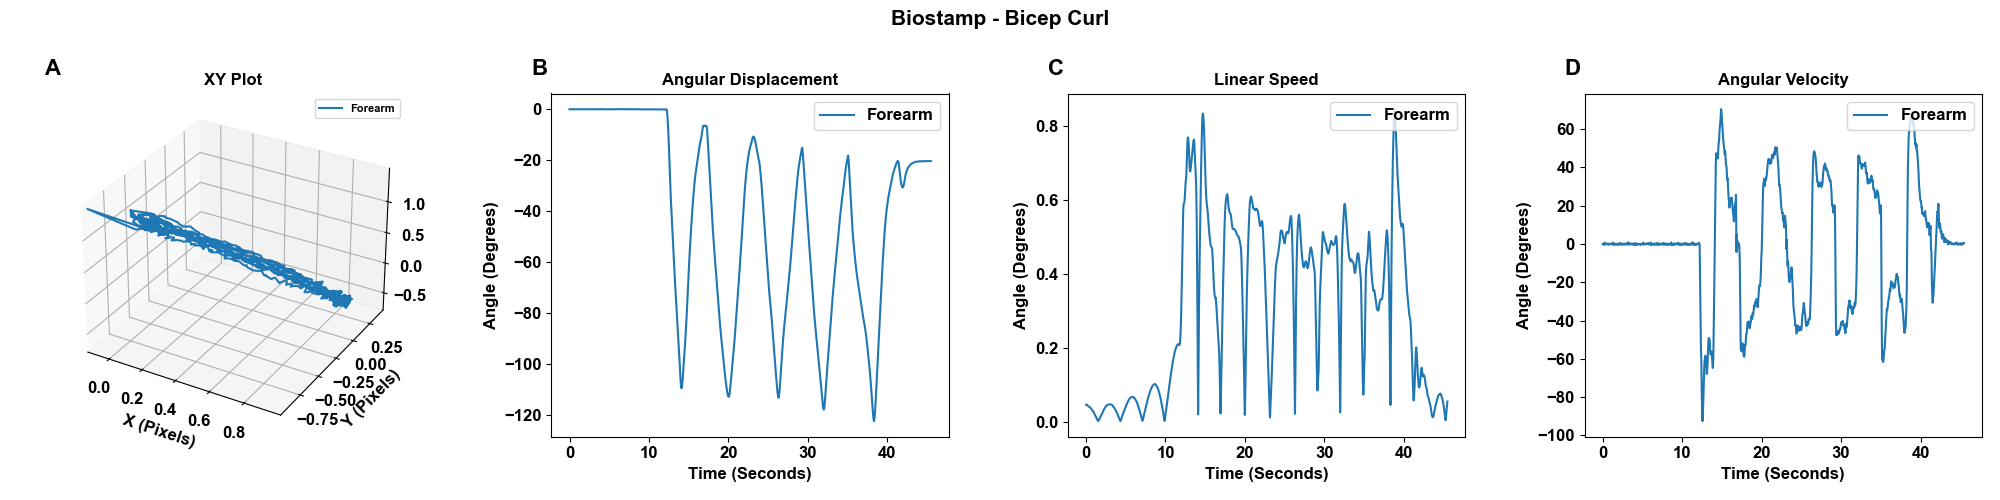 Biostamp - Bicep Curl
A
XY Plot
Forearm
1.0
0.5
0.0
−0.5
0.25
0.00
−0.25
−0.50
−0.75
Y (Pixels)
0.0
0.2
0.4
0.6
0.8
X (Pixels)
B
Angular Displacement
Forearm
0
−20
−40
−60
−80
−100
−120
Angle (Degrees)
0 10 20 30 40
Time (Seconds)
C
Linear Speed
Forearm
0.8
0.6
0.4
0.2
0.0
Angle (Degrees)
0 10 20 30 40
Time (Seconds)
D
Angular Velocity
Forearm
60
40
20
0
−20
−40
−60
−80
−100
Angle (Degrees)
0 10 20 30 40
Time (Seconds)